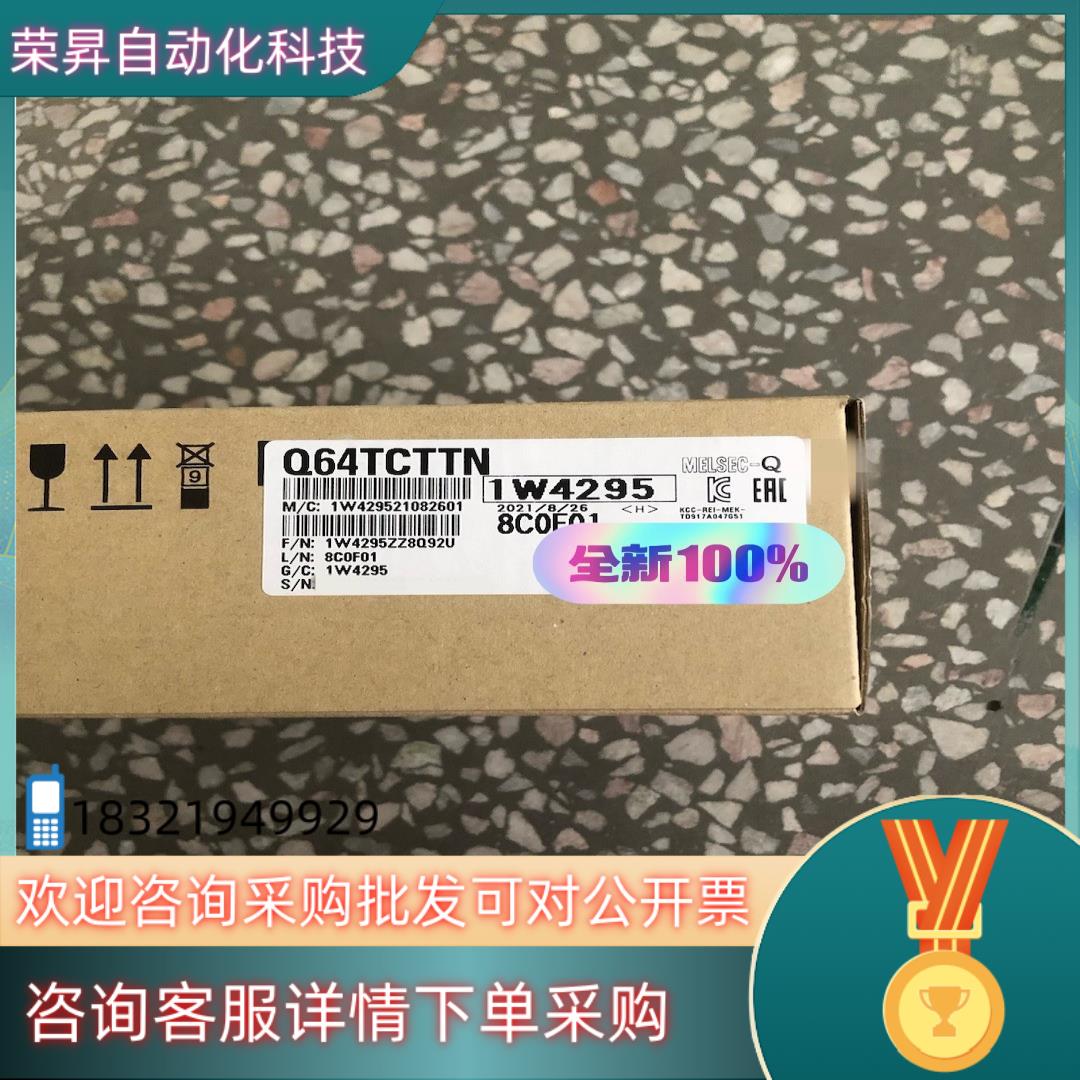 荣昇自动化科技
9
Q64TCTTN
MELSEC-Q
1W4295
M/C: 1W429521082601
2021/8/26 <H>
KCC-REI-MEK-
TD917A047G51
EAC
8C0F01
F/N: 1W4295ZZ8Q92U
L/N: 8C0F01
G/C: 1W4295
S/N:
全新100%
18321949929
欢迎咨询采购批发可对公开票
咨询客服详情下单采购